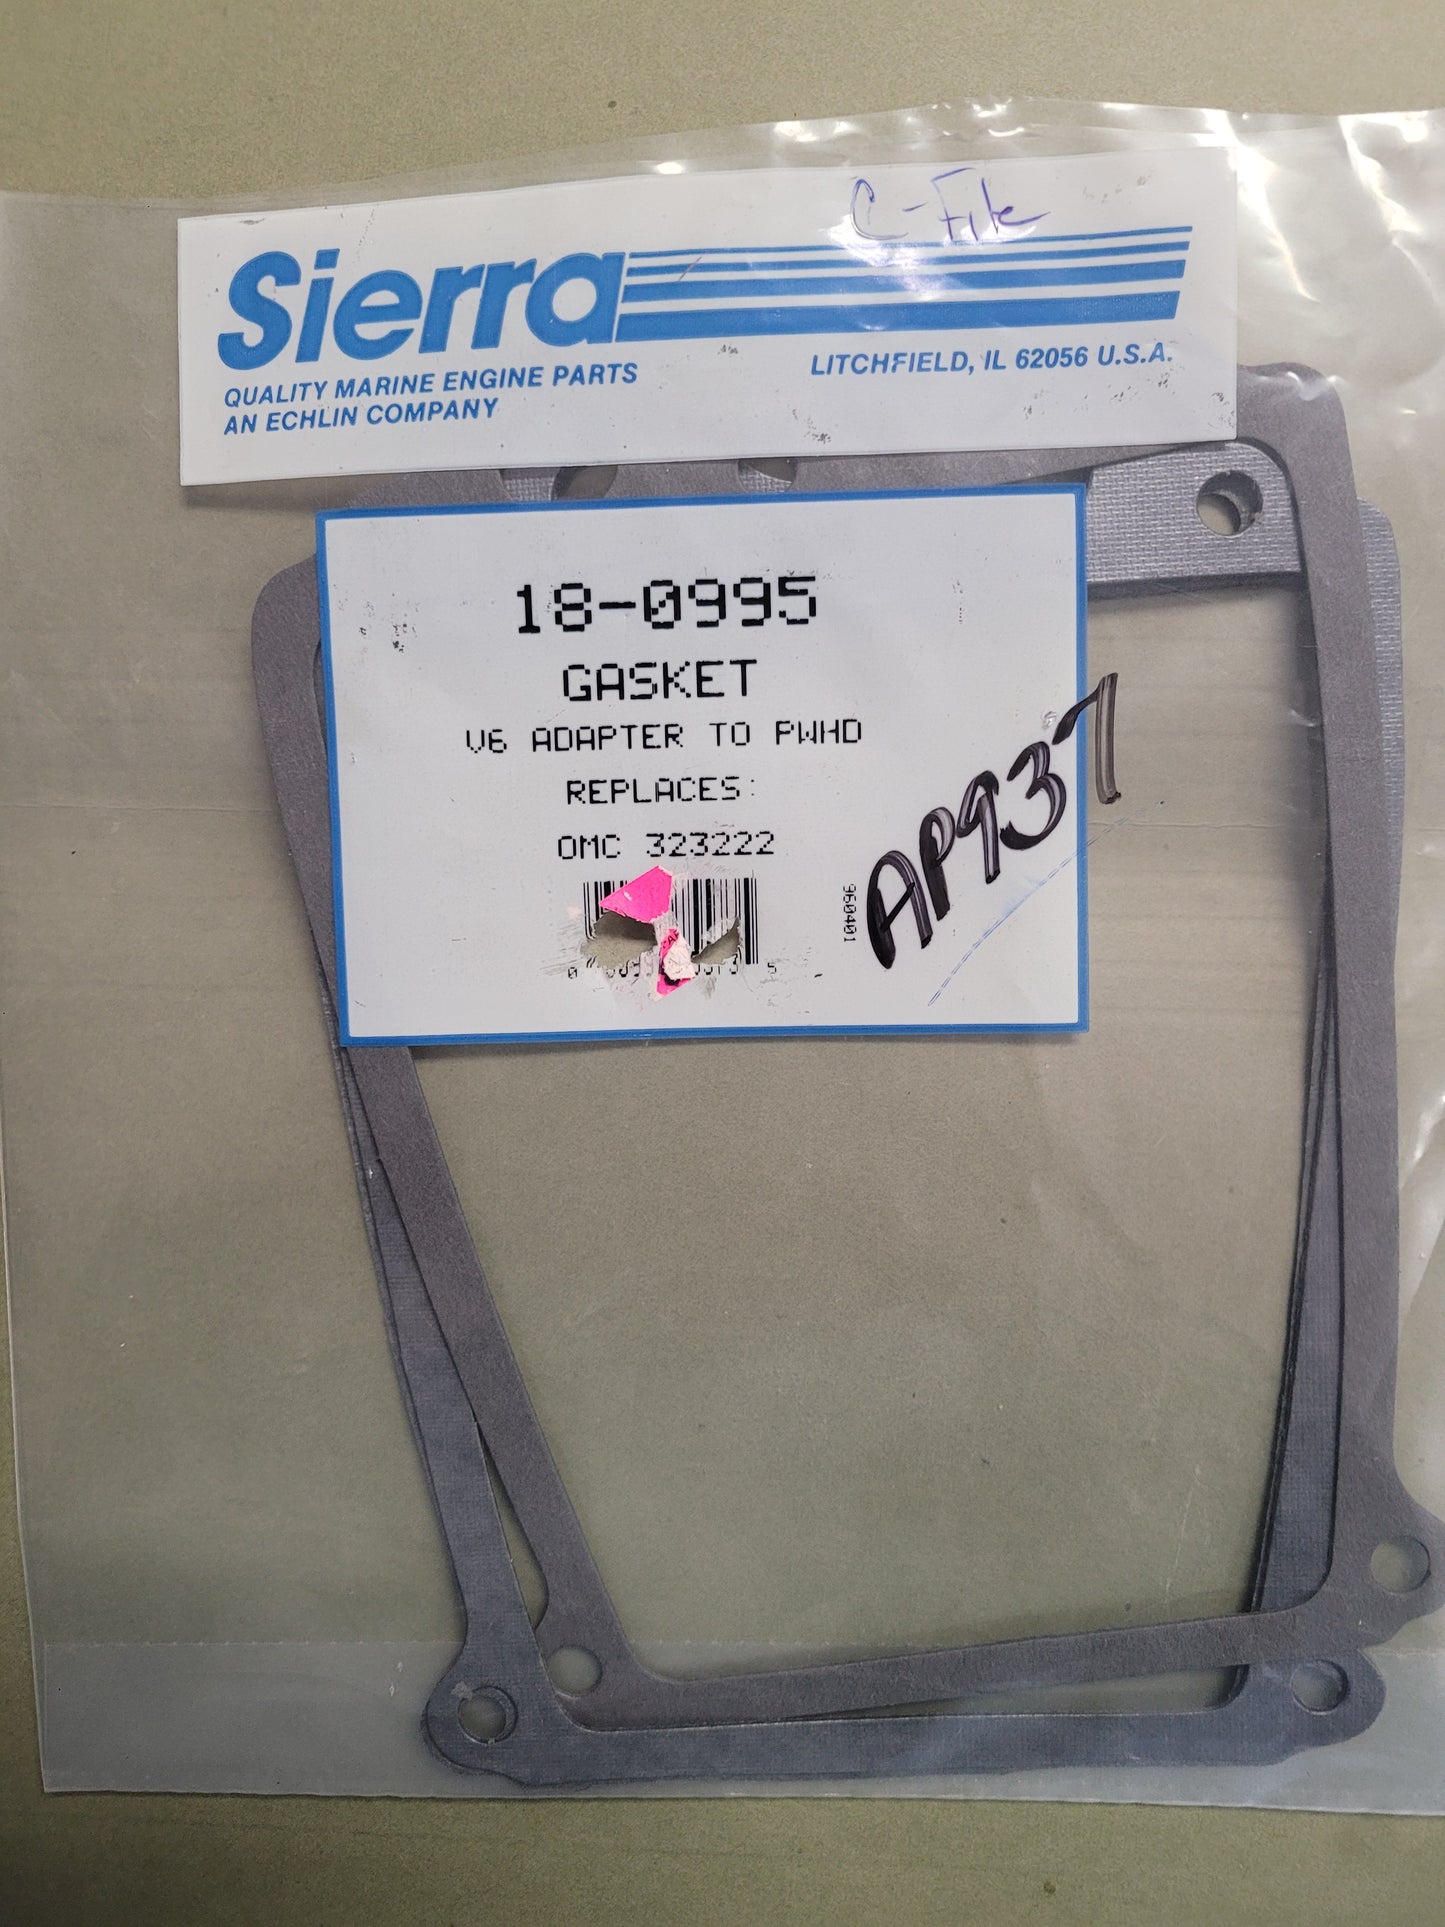 C-File
Sierra
QUALITY MARINE ENGINE PARTS
AN ECHLIN COMPANY
LITCHFIELD, IL 62056 U.S.A.
18-0995
GASKET
V6 ADAPTER TO PWHD
REPLACES:
OMC 323222
960401
AP937